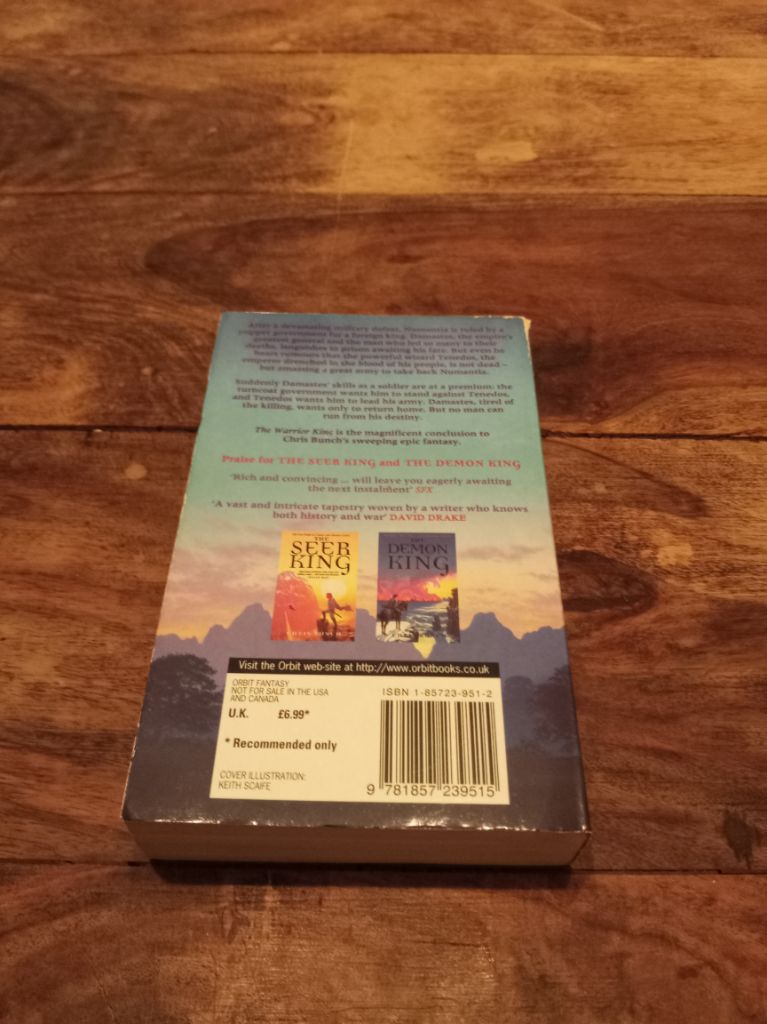 After a devastating military defeat, Numantia is ruled by a
puppet government for a foreign king. Damastes, the empire's
greatest general and the man who led so many to their
deaths, languishes in prison awaiting his fate. But even he
hears rumours that the powerful wizard Tenedos, the
emperor drenched in the blood of his people, is not dead –
but amassing a great army to take back Numantia.
Suddenly Damastes' skills as a soldier are at a premium: the
turncoat government wants him to stand against Tenedos,
and Tenedos wants him to lead his army. Damastes, tired of
the killing, wants only to return home. But no man can
run from his destiny.
The Warrior King is the magnificent conclusion to
Chris Bunch's sweeping epic fantasy.
Praise for THE SEER KING and THE DEMON KING
'Rich and convincing ... will leave you eagerly awaiting
the next instalment' SFX
'A vast and intricate tapestry woven by a writer who knows
both history and war' DAVID DRAKE
THE
SEER
KING
CHRIS BUNCH
THE
DEMON
KING
Visit the Orbit web-site at http://www.orbitbooks.co.uk
ORBIT FANTASY
NOT FOR SALE IN THE USA
AND CANADA
U.K. £6.99*
* Recommended only
COVER ILLUSTRATION:
KEITH SCAIFE
ISBN 1-85723-951-2
9 781857 239515